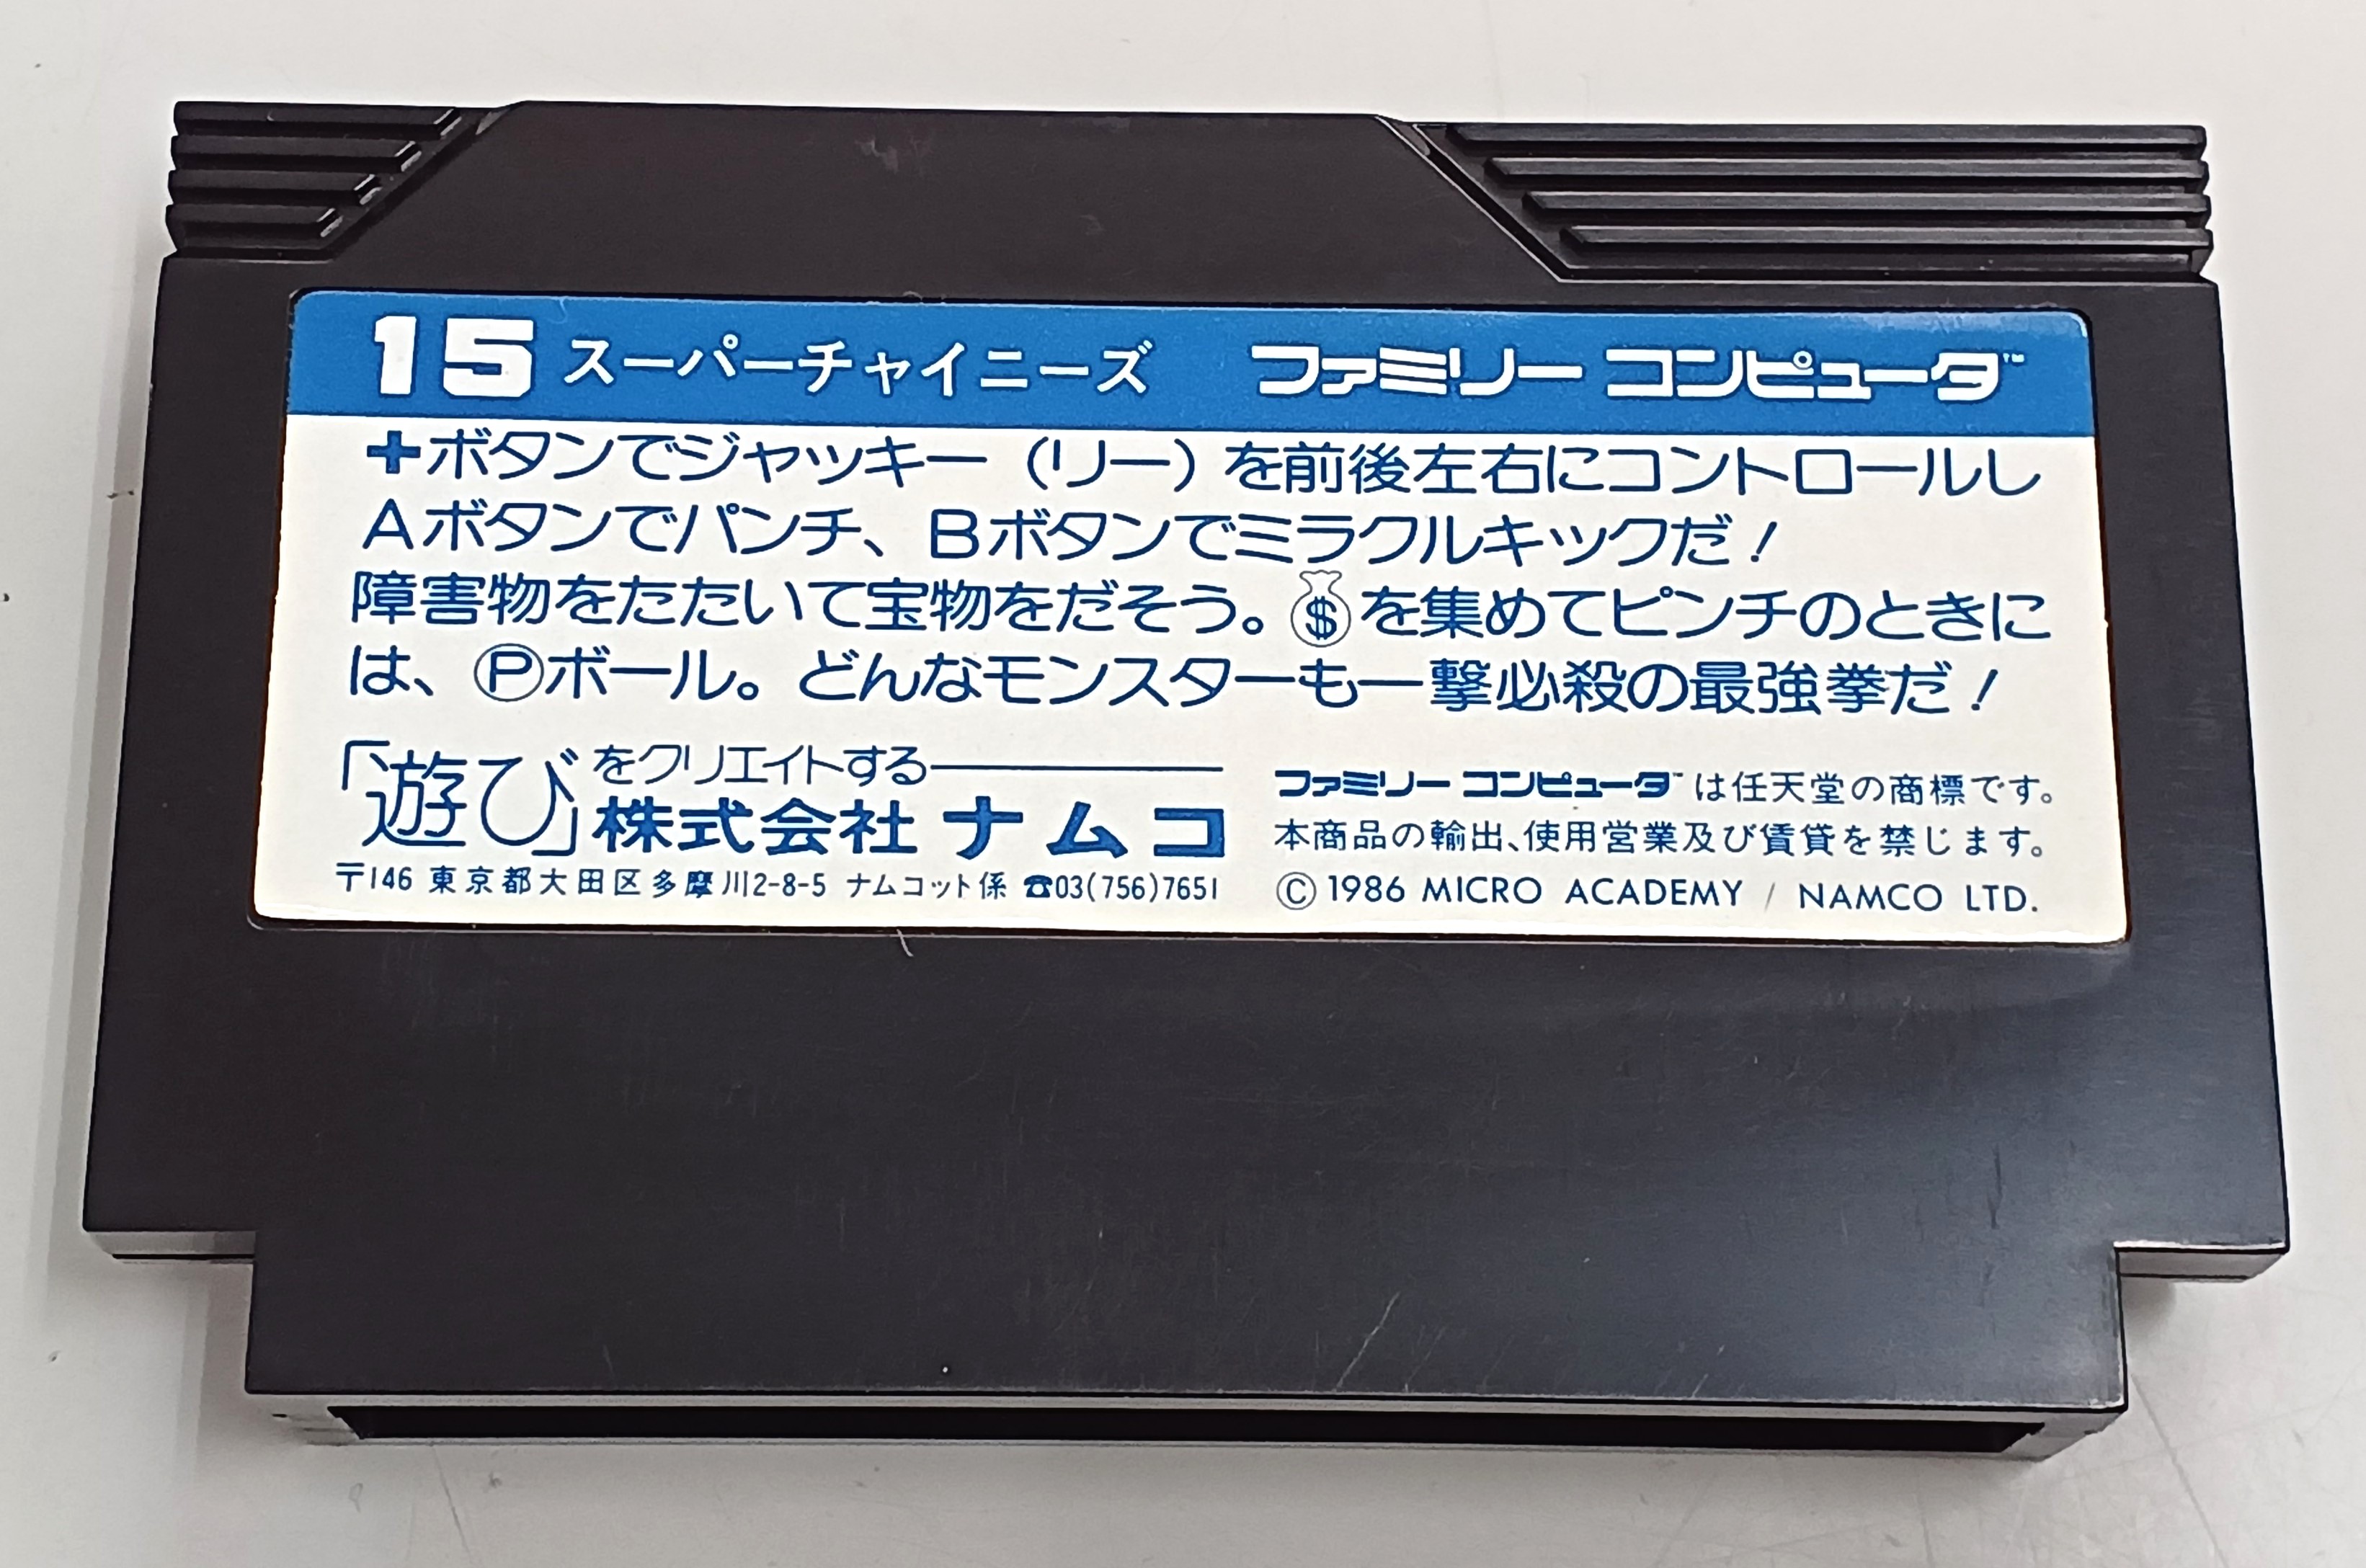 15 スーパーチャイニーズ ファミリー コンピュータ™
+ボタンでジャッキー（リー）を前後左右にコントロールし
Aボタンでパンチ、Bボタンでミラクルキックだ！
障害物をたたいて宝物をだそう。$を集めてピンチのときに
は、Ⓟボール。どんなモンスターも一撃必殺の最強拳だ！
「遊び」をクリエイトする
株式会社 ナムコ
〒146 東京都大田区多摩川2-8-5 ナムコット係 ☎03(756)7651
ファミリー コンピュータ™は任天堂の商標です。
本商品の輸出、使用営業及び賃貸を禁じます。
©1986 MICRO ACADEMY / NAMCO LTD.